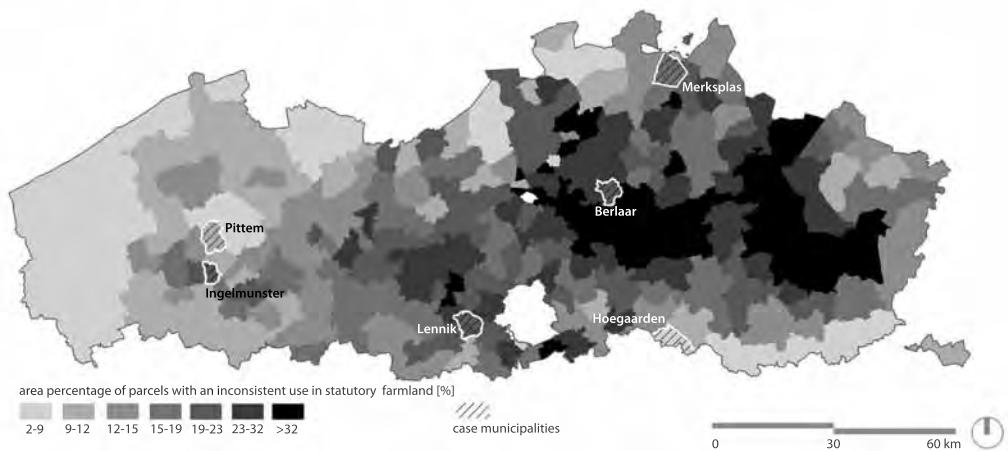 Merksplas
Berlaar
Pittem
Ingelmunster
Lennik
Hoegaarden
area percentage of parcels with an inconsistent use in statutory farmland [%]
2-9 9-12 12-15 15-19 19-23 23-32 >32
case municipalities
0 30 60 km